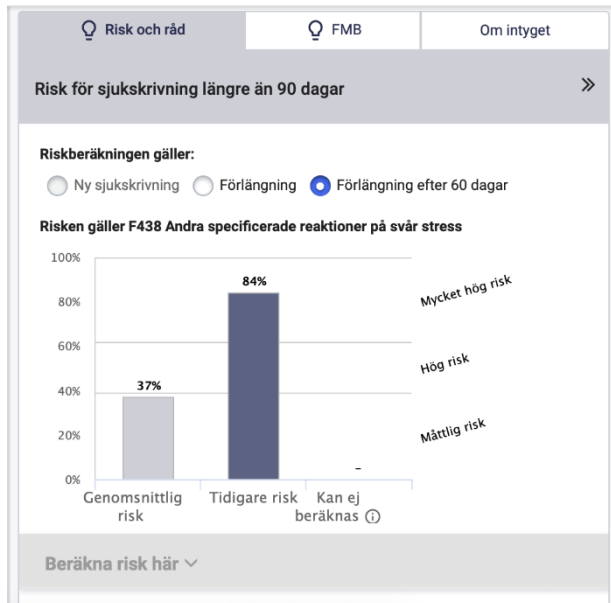 Risk och råd
FMB
Om intyget
Risk för sjukskrivning längre än 90 dagar
Riskberäkningen gäller:
Ny sjukskrivning Förlängning Förlängning efter 60 dagar
Risken gäller F438 Andra specificerade reaktioner på svår stress
100%
80%
60%
40%
20%
0%
37%
84%
-
Mycket hög risk
Hög risk
Måttlig risk
Genomsnittlig
risk
Tidigare risk
Kan ej
beräknas
Beräkna risk här